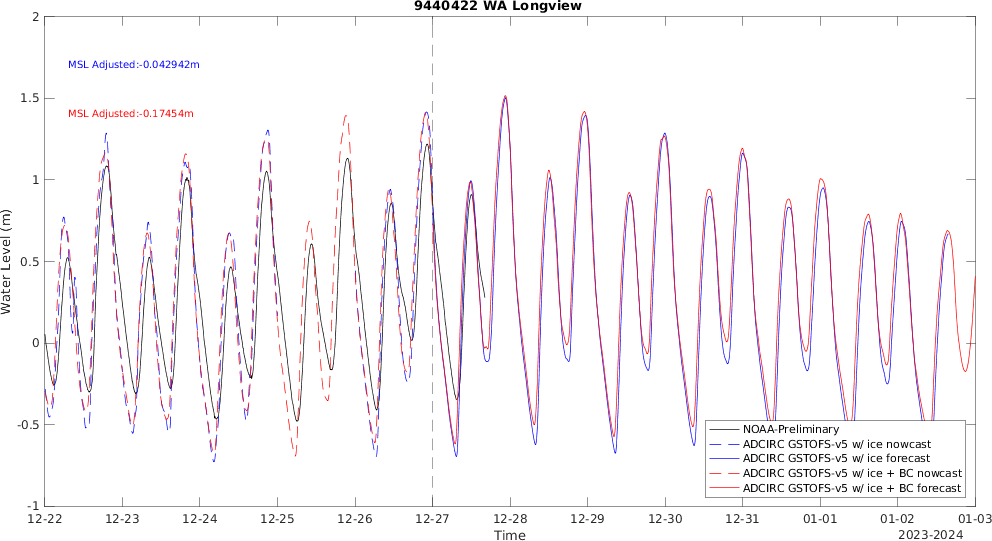 9440422 WA Longview
2
1.5
1
0.5
0
-0.5
-1
Water Level (m)
MSL Adjusted:-0.042942m
MSL Adjusted:-0.17454m
NOAA-Preliminary
ADCIRC GSTOFS-v5 w/ ice nowcast
ADCIRC GSTOFS-v5 w/ ice forecast
ADCIRC GSTOFS-v5 w/ ice + BC nowcast
ADCIRC GSTOFS-v5 w/ ice + BC forecast
12-22 12-23 12-24 12-25 12-26 12-27 12-28 12-29 12-30 12-31 01-01 01-02 01-03
Time
2023-2024